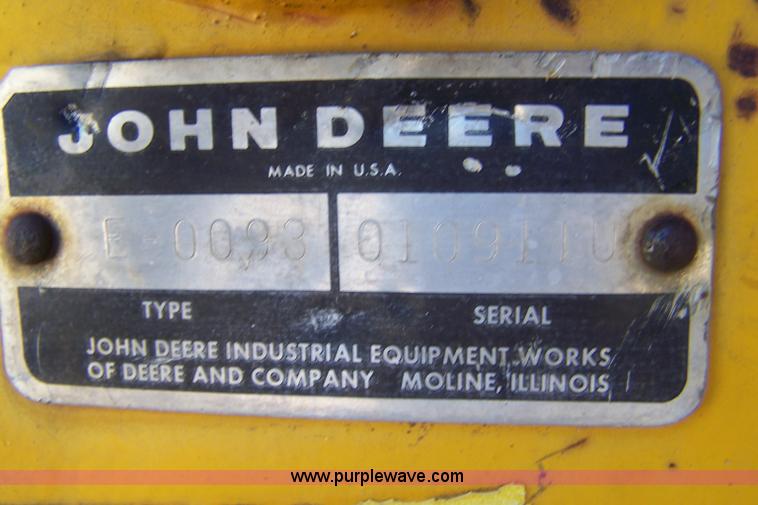 JOHN DEERE
MADE IN U.S.A.
E-0093 010911U
TYPE SERIAL
JOHN DEERE INDUSTRIAL EQUIPMENT WORKS
OF DEERE AND COMPANY MOLINE, ILLINOIS
www.purplewave.com